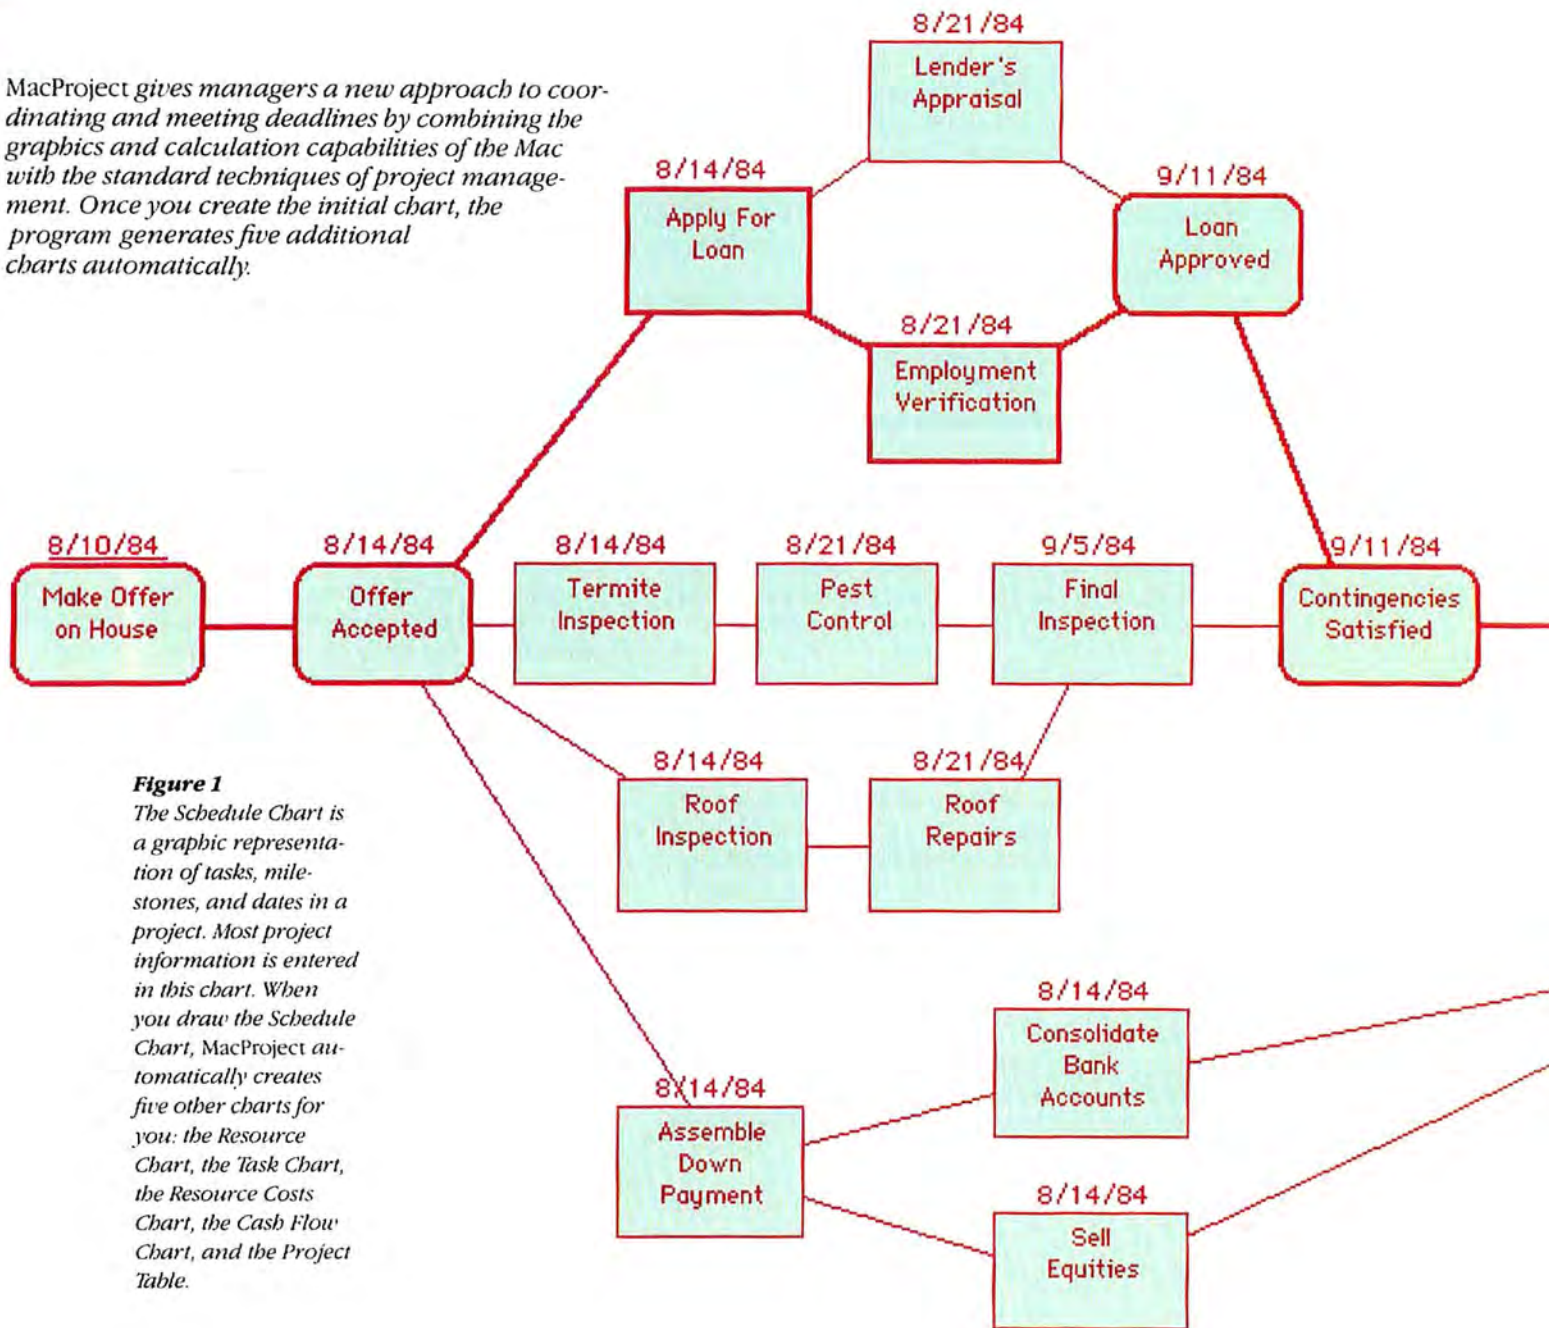 MacProject gives managers a new approach to coor-
dinating and meeting deadlines by combining the
graphics and calculation capabilities of the Mac
with the standard techniques of project manage-
ment. Once you create the initial chart, the
program generates five additional
charts automatically.
8/21/84
Lender's
Appraisal
8/14/84
Apply For
Loan
9/11/84
Loan
Approved
8/21/84
Employment
Verification
8/10/84
Make Offer
on House
8/14/84
Offer
Accepted
8/14/84
Termite
Inspection
8/21/84
Pest
Control
9/5/84
Final
Inspection
9/11/84
Contingencies
Satisfied
8/14/84
Roof
Inspection
8/21/84
Roof
Repairs
Figure 1
The Schedule Chart is
a graphic representa-
tion of tasks, mile-
stones, and dates in a
project. Most project
information is entered
in this chart. When
you draw the Schedule
Chart, MacProject au-
tomatically creates
five other charts for
you: the Resource
Chart, the Task Chart,
the Resource Costs
Chart, the Cash Flow
Chart, and the Project
Table.
8/14/84
Assemble
Down
Payment
8/14/84
Consolidate
Bank
Accounts
8/14/84
Sell
Equities